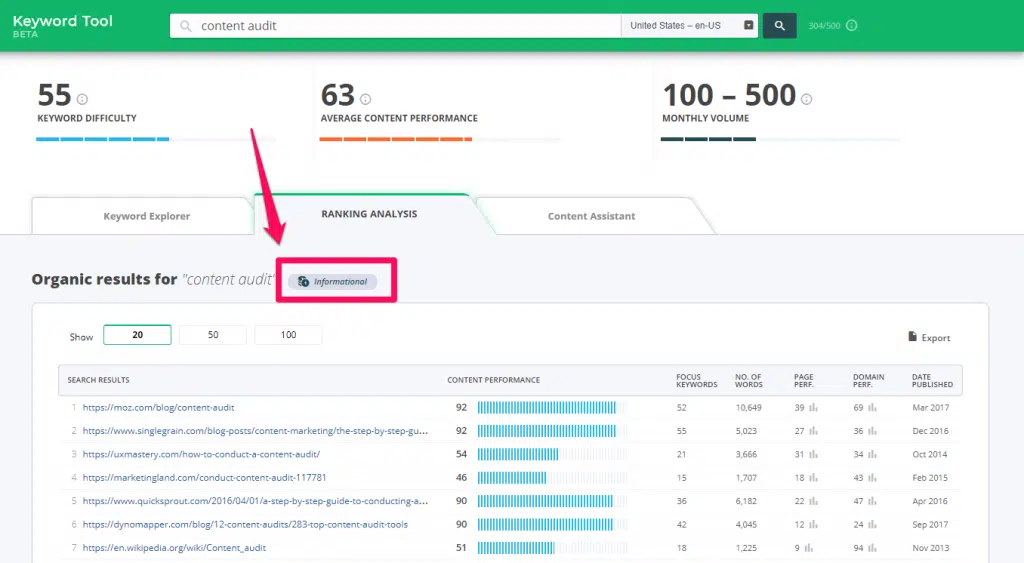 Keyword Tool
BETA
content audit
United States – en-US
304/500
55
KEYWORD DIFFICULTY
63
AVERAGE CONTENT PERFORMANCE
100 – 500
MONTHLY VOLUME
Keyword Explorer
RANKING ANALYSIS
Content Assistant
Organic results for "content audit" Informational
Show 20 50 100
Export
SEARCH RESULTS CONTENT PERFORMANCE FOCUS KEYWORDS NO. OF WORDS PAGE PERF. DOMAIN PERF. DATE PUBLISHED
1 https://moz.com/blog/content-audit 92 52 10,649 39 69 Mar 2017
2 https://www.singlegrain.com/blog-posts/content-marketing/the-step-by-step-gu... 92 55 5,023 27 36 Dec 2016
3 https://uxmastery.com/how-to-conduct-a-content-audit/ 54 21 3,666 31 34 Oct 2014
4 https://marketingland.com/conduct-content-audit-117781 46 15 1,707 18 43 Feb 2015
5 https://www.quicksprout.com/2016/04/01/a-step-by-step-guide-to-conducting-a... 90 36 6,182 22 47 Apr 2016
6 https://dynomapper.com/blog/12-content-audits/283-top-content-audit-tools 90 42 4,045 12 24 Sep 2017
7 https://en.wikipedia.org/wiki/Content_audit 51 18 1,225 9 94 Nov 2013